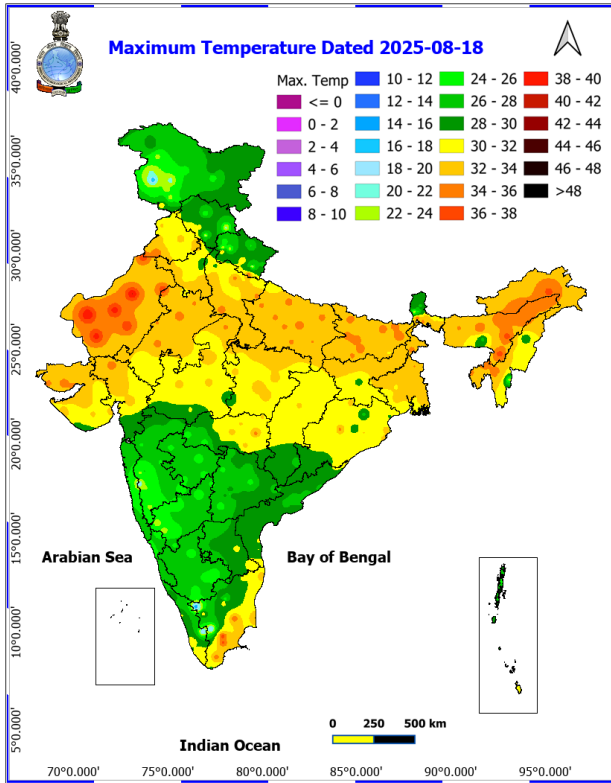 Maximum Temperature Dated 2025-08-18
Max. Temp
<= 0
0 - 2
2 - 4
4 - 6
6 - 8
8 - 10
10 - 12
12 - 14
14 - 16
16 - 18
18 - 20
20 - 22
22 - 24
24 - 26
26 - 28
28 - 30
30 - 32
32 - 34
34 - 36
36 - 38
38 - 40
40 - 42
42 - 44
44 - 46
46 - 48
>48
40°0.000'
35°0.000'
30°0.000'
25°0.000'
20°0.000'
15°0.000'
10°0.000'
5°0.000'
Arabian Sea
Bay of Bengal
Indian Ocean
0 250 500 km
70°0.000' 75°0.000' 80°0.000' 85°0.000' 90°0.000' 95°0.000'